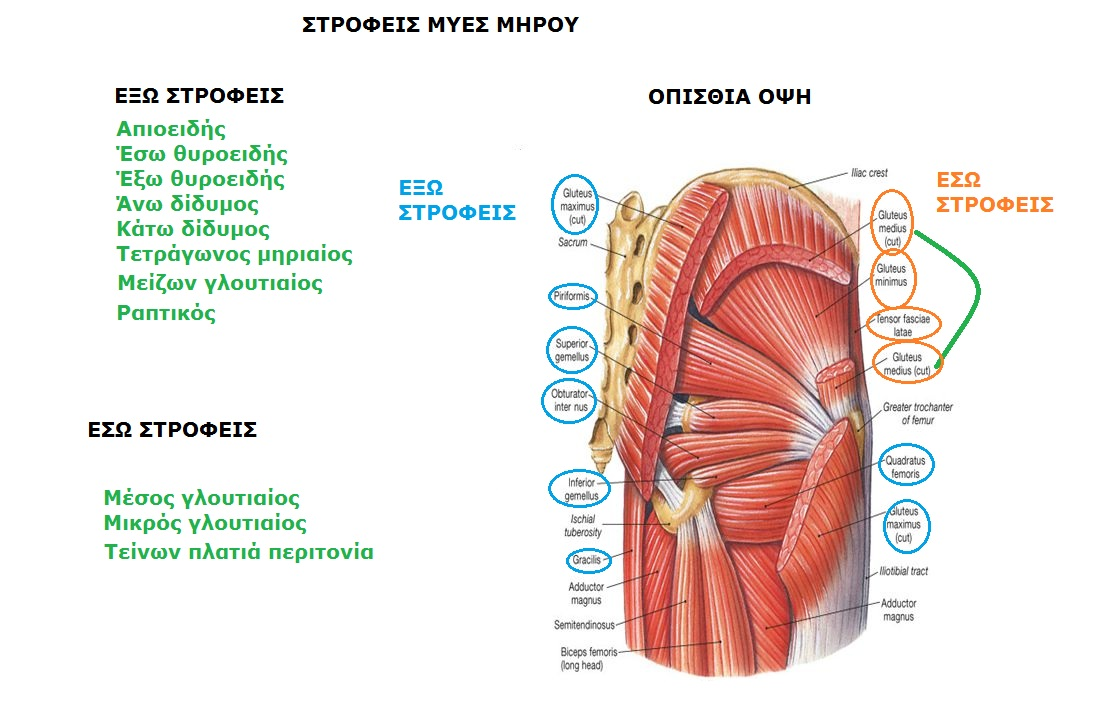 ΣΤΡΟΦΕΙΣ ΜΥΕΣ ΜΗΡΟΥ
ΕΞΩ ΣΤΡΟΦΕΙΣ
Απιοειδής
Έσω θυροειδής
Έξω θυροειδής
Άνω δίδυμος
Κάτω δίδυμος
Τετράγωνος μηριαίος
Μείζων γλουτιαίος
Ραπτικός
ΕΣΩ ΣΤΡΟΦΕΙΣ
Μέσος γλουτιαίος
Μικρός γλουτιαίος
Τείνων πλατιά περιτονία
ΟΠΙΣΘΙΑ ΟΨΗ
ΕΞΩ
ΣΤΡΟΦΕΙΣ
Gluteus
maximus
(cut)
Sacrum
Piriformis
Superior
gemellus
Obturator
inter nus
Inferior
gemellus
Ischial
tuberosity
Gracilis
Adductor
magnus
Semitendinosus
Biceps femoris
(long head)
Iliac crest
ΕΣΩ
ΣΤΡΟΦΕΙΣ
Gluteus
medius
(cut)
Gluteus
minimus
Tensor fasciae
latae
Gluteus
medius (cut)
Greater trochanter
of femur
Quadratus
femoris
Gluteus
maximus
(cut)
Iliotibial tract
Adductor
magnus